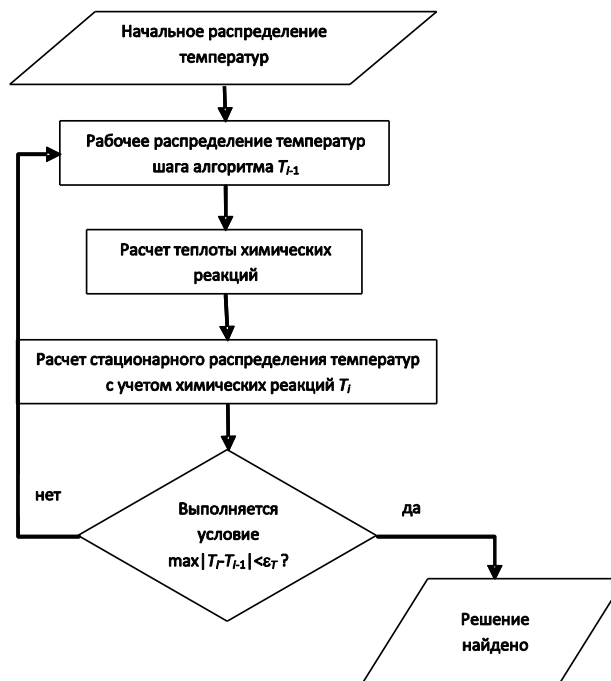 Начальное распределение
температур
Рабочее распределение температур
шага алгоритма Ti-1
Расчет теплоты химических
реакций
Расчет стационарного распределения температур
с учетом химических реакций Ti
нет
Выполняется
условие
max|Ti-Ti-1|<εT ?
да
Решение
найдено